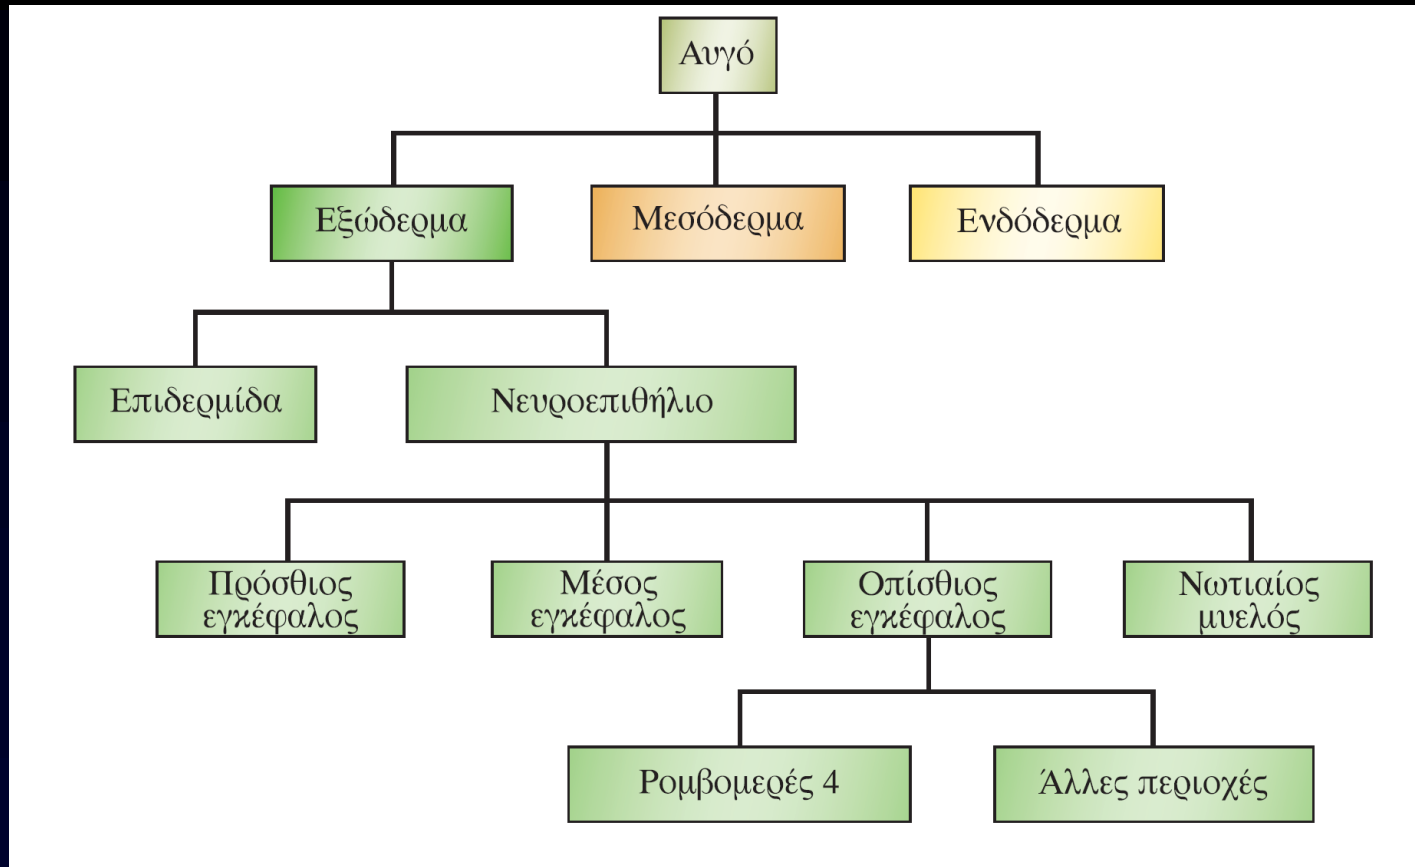 Αυγό
Εξώδερμα
Μεσόδερμα
Ενδόδερμα
Επιδερμίδα
Νευροεπιθήλιο
Πρόσθιος
εγκέφαλος
Μέσος
εγκέφαλος
Οπίσθιος
εγκέφαλος
Νωτιαίος
μυελός
Ρομβομερές 4
Άλλες περιοχές